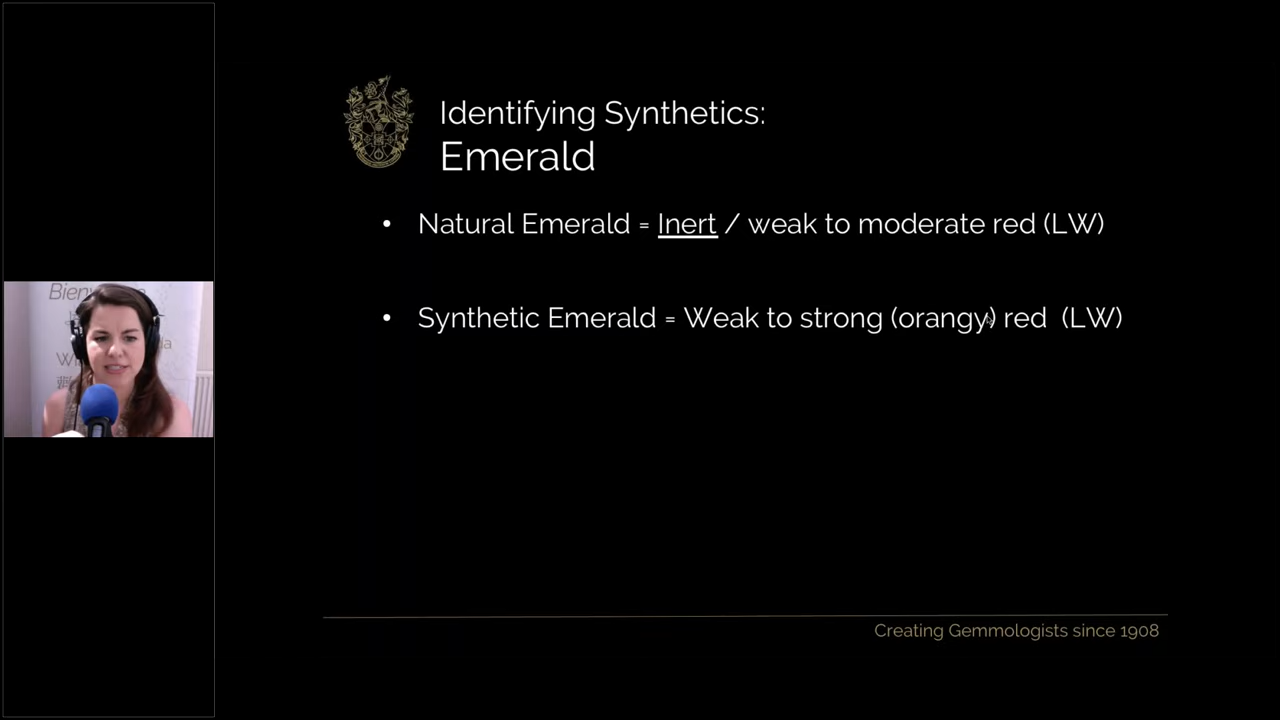 Identifying Synthetics:
Emerald
• Natural Emerald = Inert / weak to moderate red (LW)
• Synthetic Emerald = Weak to strong (orangy) red (LW)
Creating Gemmologists since 1908